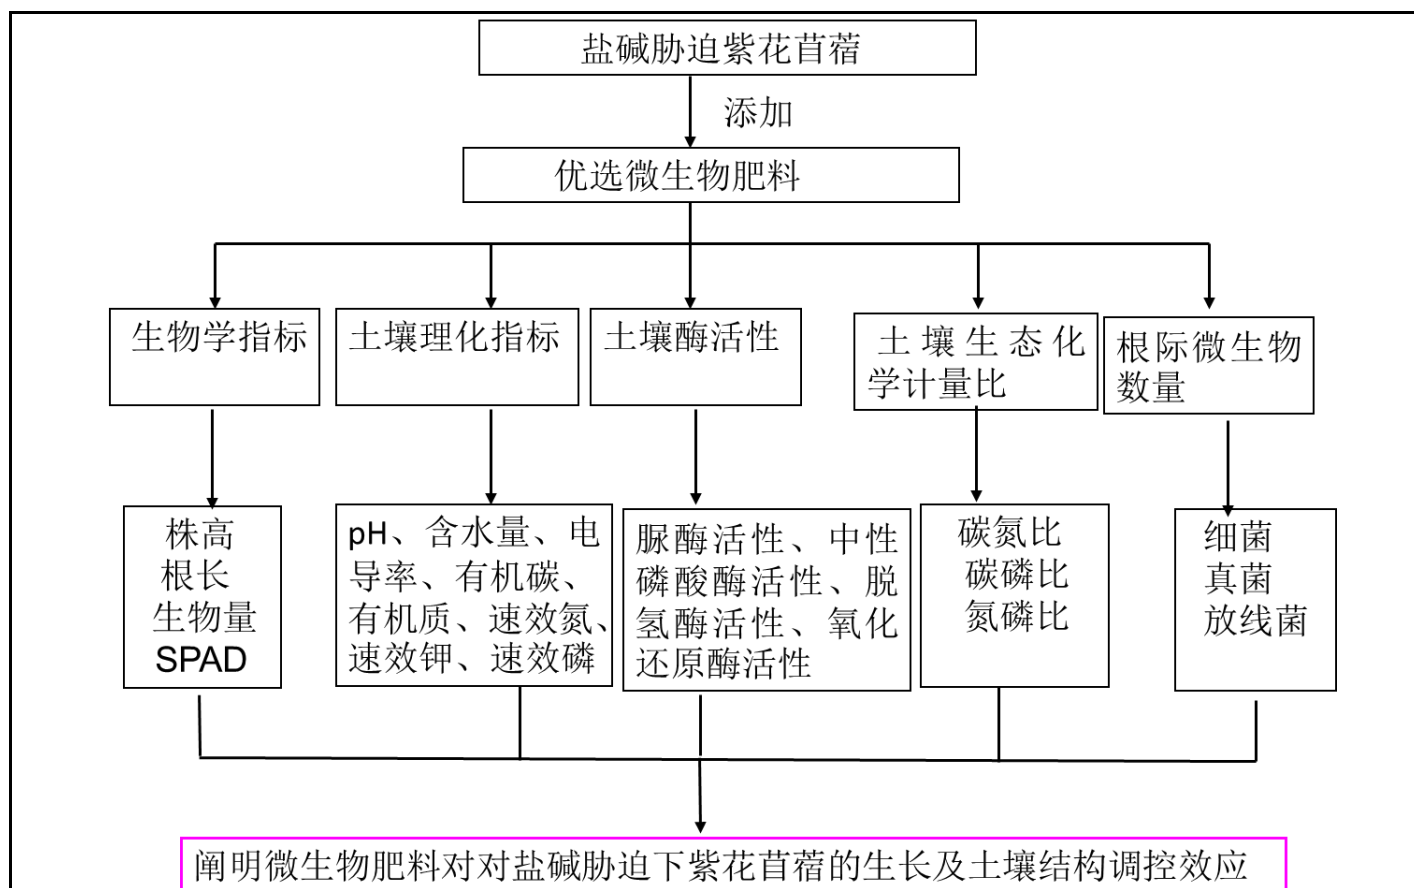 盐碱胁迫紫花苜蓿
添加
优选微生物肥料
生物学指标
土壤理化指标
土壤酶活性
土壤生态化
学计量比
根际微生物
数量
株高
根长
生物量
SPAD
pH、含水量、电
导率、有机碳、
有机质、速效氮、
速效钾、速效磷
脲酶活性、中性
磷酸酶活性、脱
氢酶活性、氧化
还原酶活性
碳氮比
碳磷比
氮磷比
细菌
真菌
放线菌
阐明微生物肥料对对盐碱胁迫下紫花苜蓿的生长及土壤结构调控效应